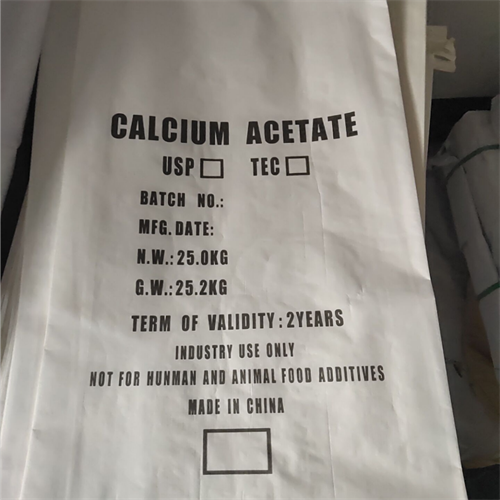 CALCIUM ACETATE
USP □ TEC □
BATCH NO.:
MFG. DATE:
N.W.: 25.0KG
G.W.: 25.2KG
TERM OF VALIDITY: 2YEARS
INDUSTRY USE ONLY
NOT FOR HUNMAN AND ANIMAL FOOD ADDITIVES
MADE IN CHINA